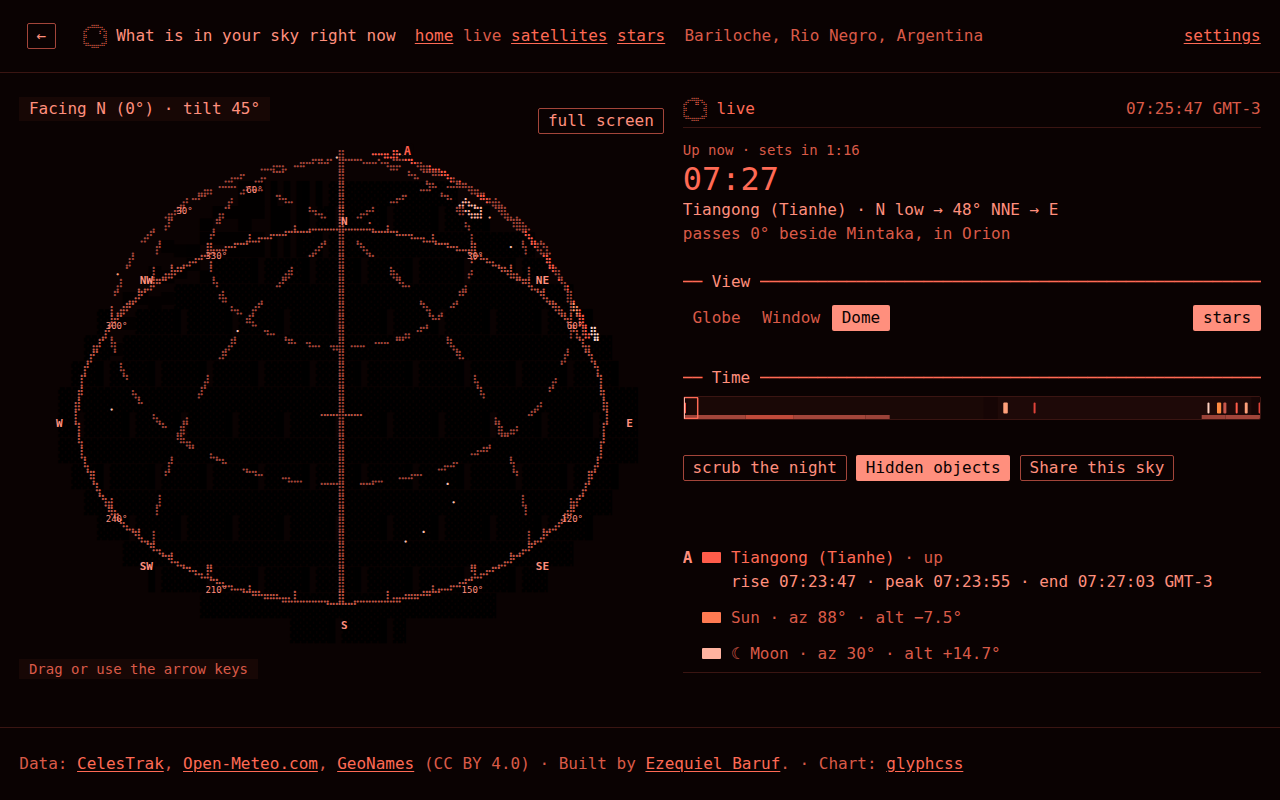 ← What is in your sky right now home live satellites stars Bariloche, Rio Negro, Argentina settings
Facing N (0°) · tilt 45°
full screen
A
60°
30°
N
330°
30°
NW
NE
300°
60°
W
E
240°
120°
SW
SE
210°
150°
S
Drag or use the arrow keys
live 07:25:47 GMT-3
Up now · sets in 1:16
07:27
Tiangong (Tianhe) · N low → 48° NNE → E
passes 0° beside Mintaka, in Orion
View
Globe Window Dome stars
Time
scrub the night Hidden objects Share this sky
A Tiangong (Tianhe) · up
rise 07:23:47 · peak 07:23:55 · end 07:27:03 GMT-3
Sun · az 88° · alt −7.5°
☾ Moon · az 30° · alt +14.7°
Data: CelesTrak, Open-Meteo.com, GeoNames (CC BY 4.0) · Built by Ezequiel Baruf. · Chart: glyphcss